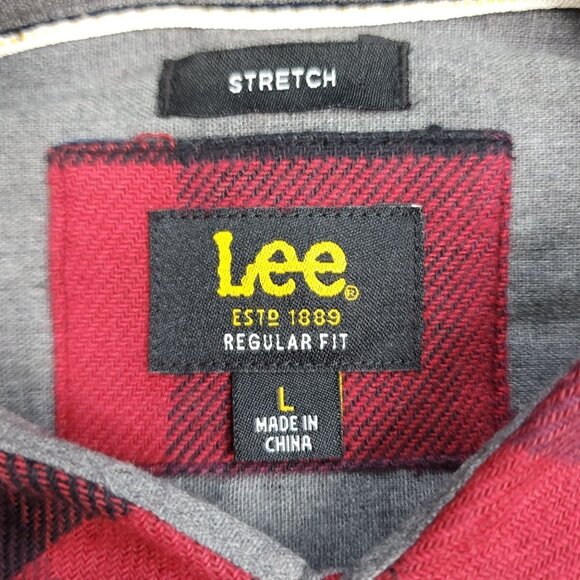 STRETCH
Lee®
ESTD 1889
REGULAR FIT
L
MADE IN
CHINA